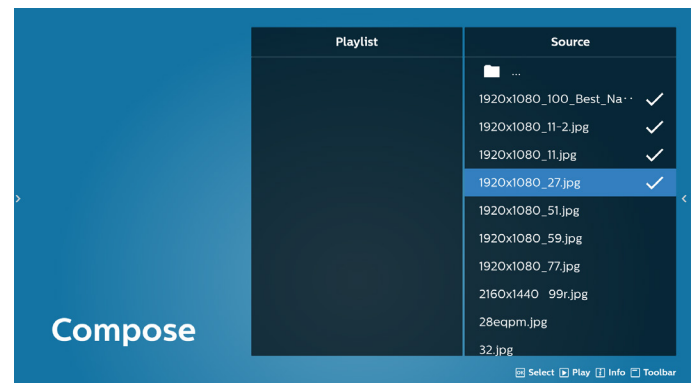 Playlist
Source
...
1920x1080_100_Best_Na··
1920x1080_11-2.jpg
1920x1080_11.jpg
1920x1080_27.jpg
1920x1080_51.jpg
1920x1080_59.jpg
1920x1080_77.jpg
2160x1440 99r.jpg
28eqpm.jpg
32.jpg
Compose
OK Select Play i Info Toolbar